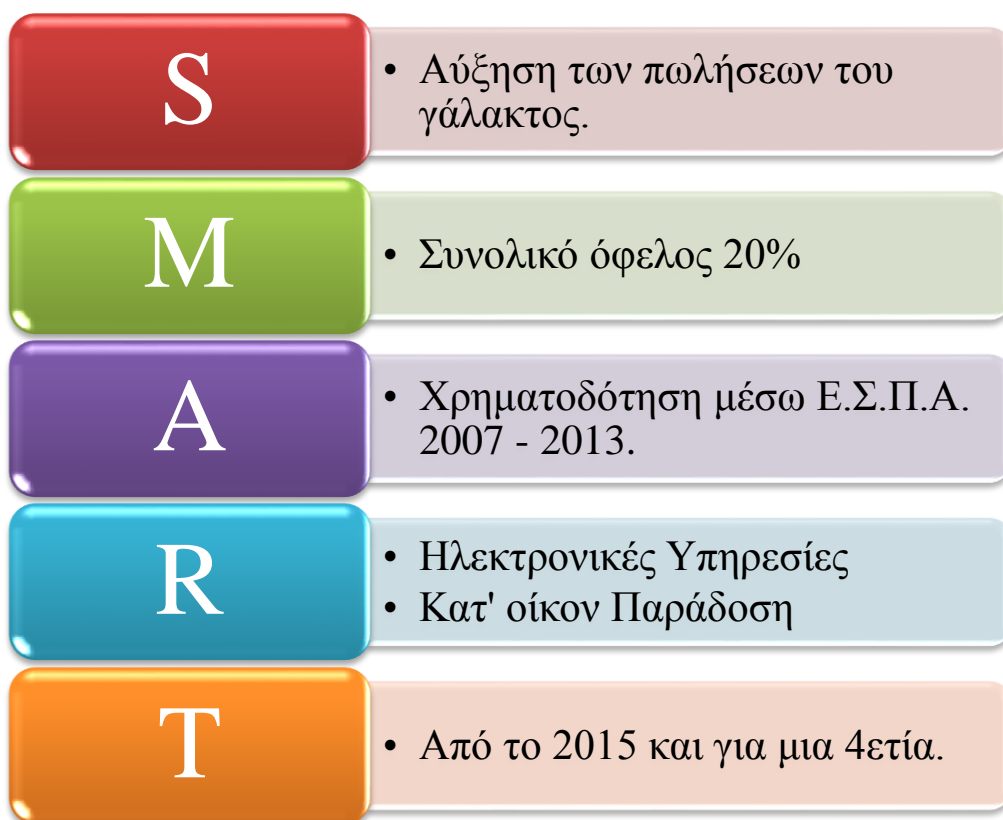 S
• Αύξηση των πωλήσεων του
γάλακτος.
M
• Συνολικό όφελος 20%
A
• Χρηματοδότηση μέσω Ε.Σ.Π.Α.
2007 - 2013.
R
• Ηλεκτρονικές Υπηρεσίες
• Κατ' οίκον Παράδοση
T
• Από το 2015 και για μια 4ετία.